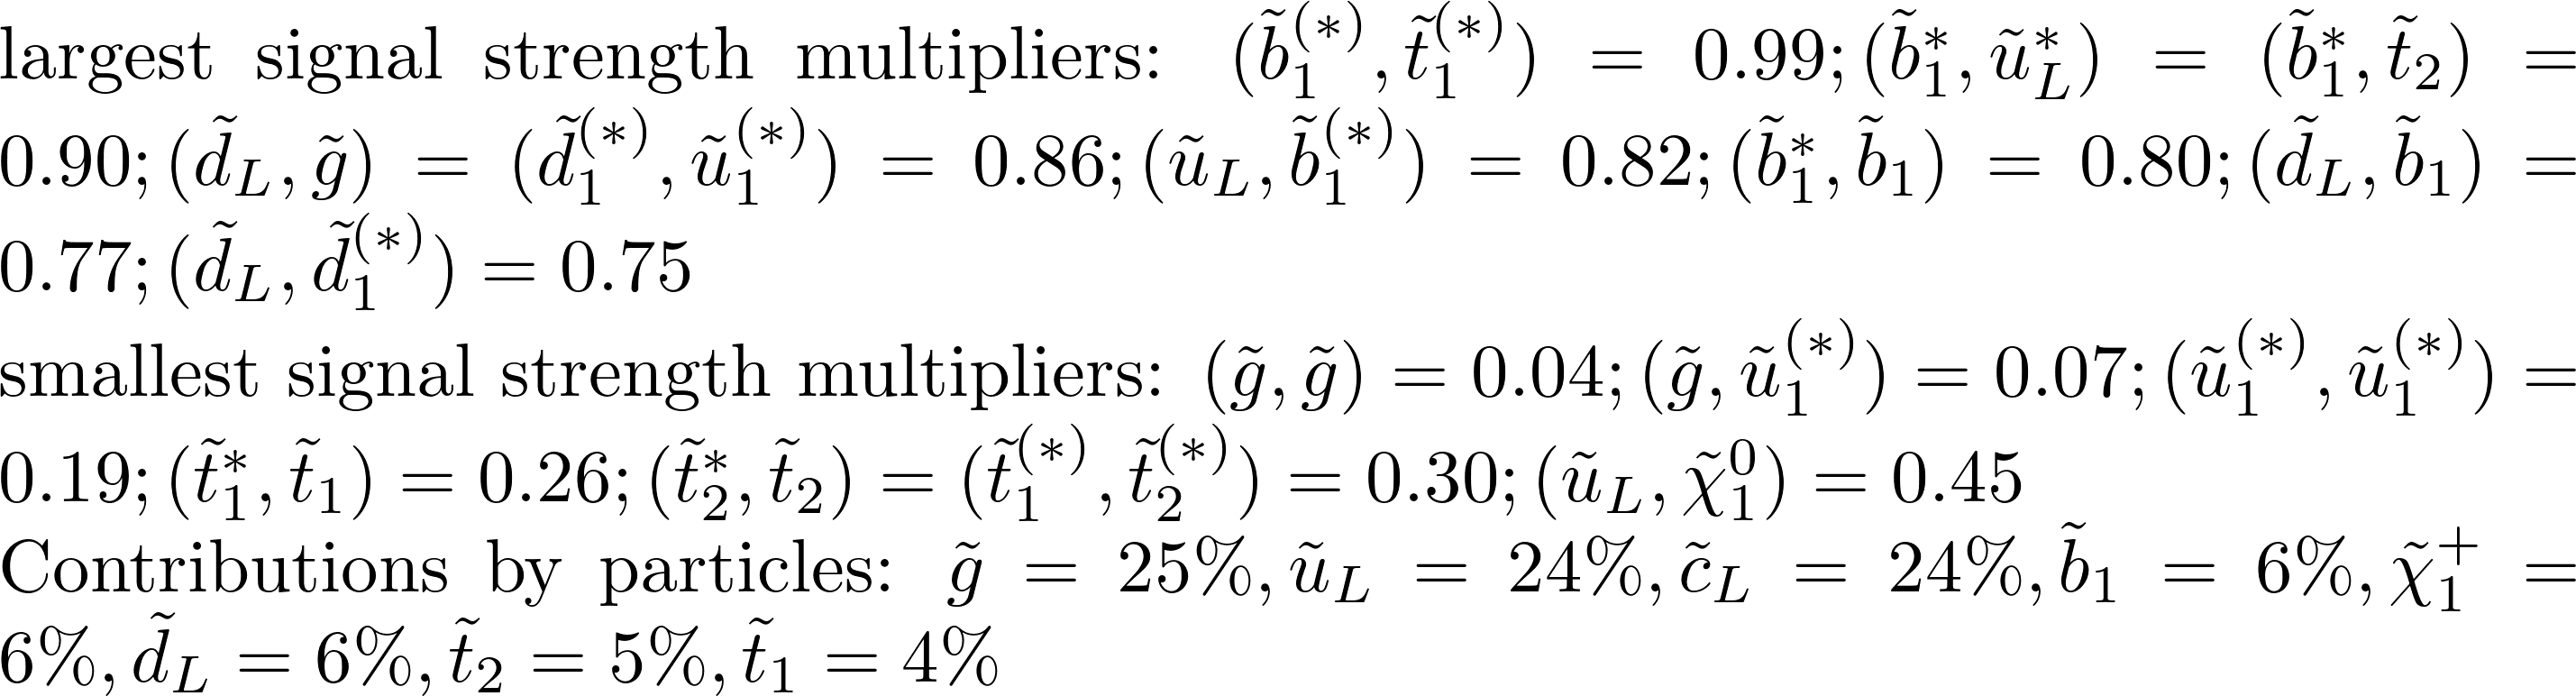 largest signal strength multipliers: $(\tilde{b}_1^{(*)}, \tilde{t}_1^{(*)}) = 0.99; (\tilde{b}_1^{*}, \tilde{u}_L^{*}) = (\tilde{b}_1^{*}, \tilde{t}_2) =$
$0.90; (\tilde{d}_L, \tilde{g}) = (\tilde{d}_1^{(*)}, \tilde{u}_1^{(*)}) = 0.86; (\tilde{u}_L, \tilde{b}_1^{(*)}) = 0.82; (\tilde{b}_1^{*}, \tilde{b}_1) = 0.80; (\tilde{d}_L, \tilde{b}_1) =$
$0.77; (\tilde{d}_L, \tilde{d}_1^{(*)}) = 0.75$
smallest signal strength multipliers: $(\tilde{g}, \tilde{g}) = 0.04; (\tilde{g}, \tilde{u}_1^{(*)}) = 0.07; (\tilde{u}_1^{(*)}, \tilde{u}_1^{(*)}) =$
$0.19; (\tilde{t}_1^{*}, \tilde{t}_1) = 0.26; (\tilde{t}_2^{*}, \tilde{t}_2) = (\tilde{t}_1^{(*)}, \tilde{t}_2^{(*)}) = 0.30; (\tilde{u}_L, \tilde{\chi}_1^{0}) = 0.45$
Contributions by particles: $\tilde{g} = 25\%, \tilde{u}_L = 24\%, \tilde{c}_L = 24\%, \tilde{b}_1 = 6\%, \tilde{\chi}_1^{+} =$
$6\%, \tilde{d}_L = 6\%, \tilde{t}_2 = 5\%, \tilde{t}_1 = 4\%$